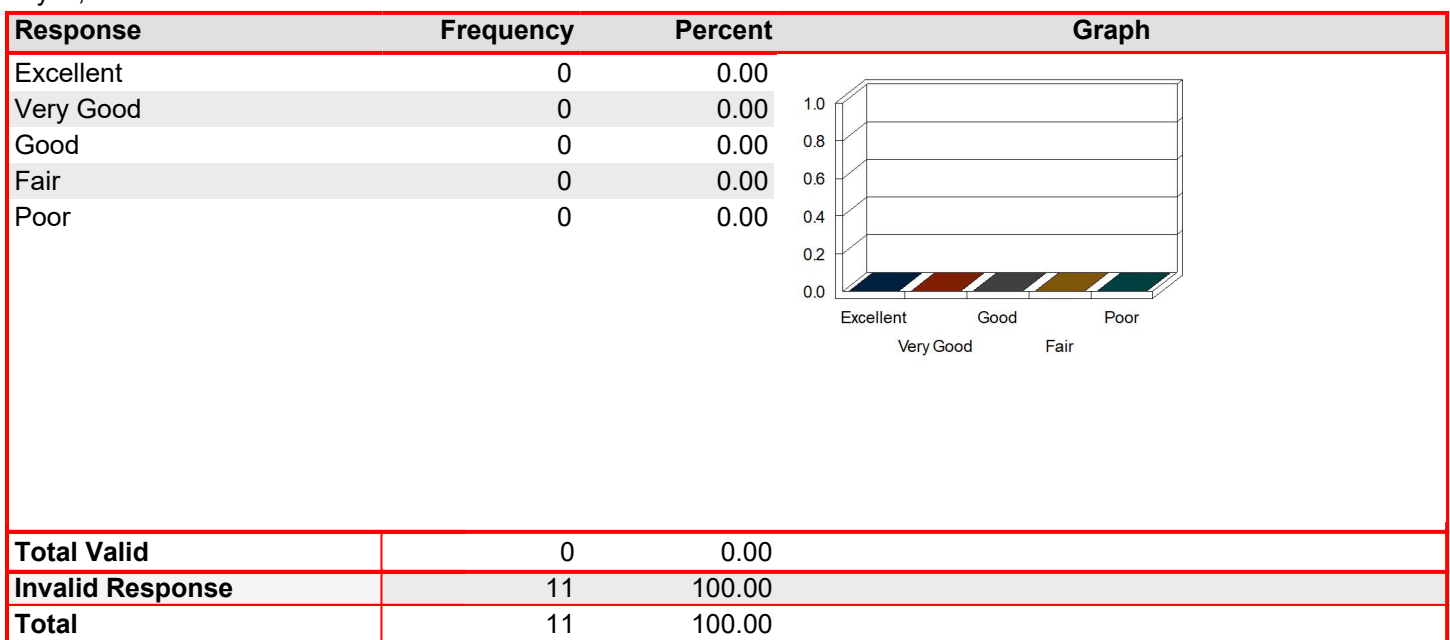 Response Frequency Percent Graph
Excellent 0 0.00
Very Good 0 0.00
Good 0 0.00
Fair 0 0.00
Poor 0 0.00
1.0
0.8
0.6
0.4
0.2
0.0
Excellent Good Poor
Very Good Fair
Total Valid 0 0.00
Invalid Response 11 100.00
Total 11 100.00